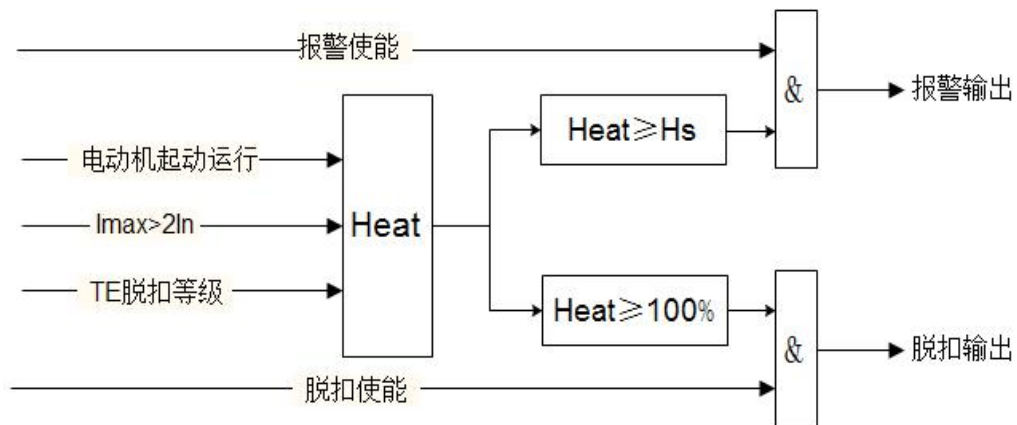 报警使能
&
报警输出
Heat≥Hs
电动机起动运行
Imax>2In
Heat
TE脱扣等级
Heat≥100%
&
脱扣输出
脱扣使能